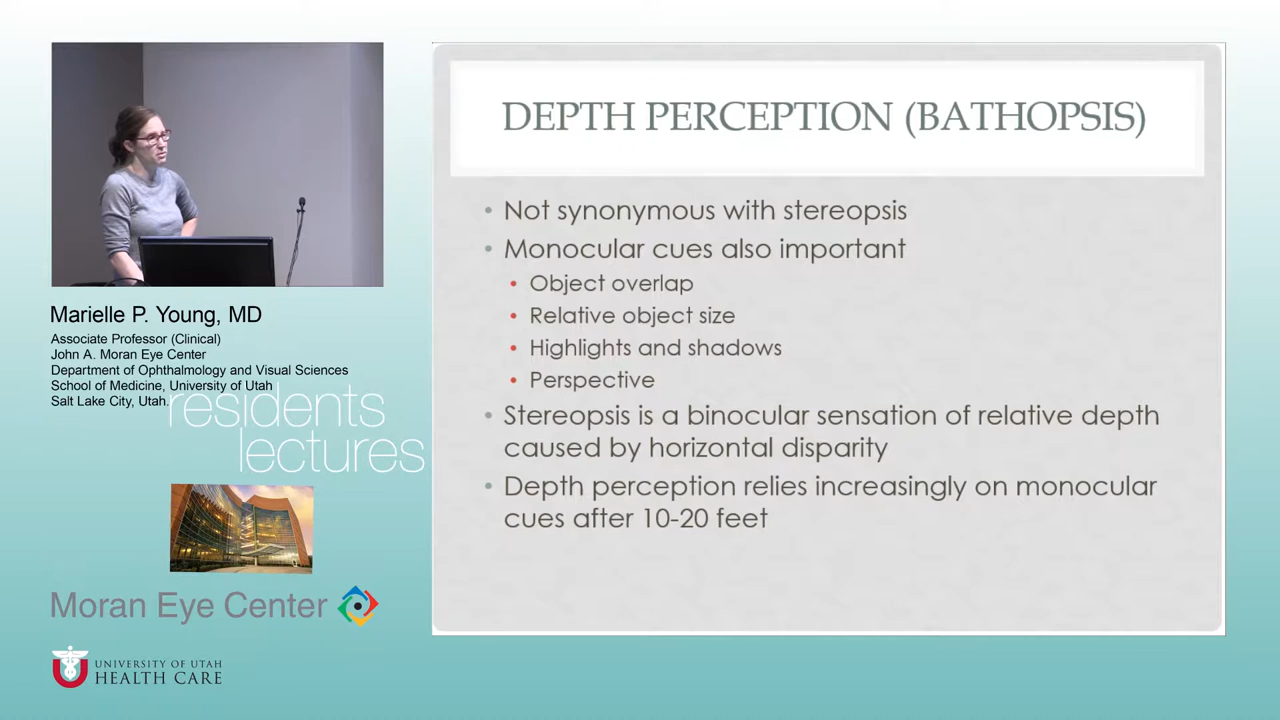 DEPTH PERCEPTION (BATHOPSIS)
• Not synonymous with stereopsis
• Monocular cues also important
• Object overlap
• Relative object size
• Highlights and shadows
• Perspective
• Stereopsis is a binocular sensation of relative depth
caused by horizontal disparity
• Depth perception relies increasingly on monocular
cues after 10-20 feet
Marielle P. Young, MD
Associate Professor (Clinical)
John A. Moran Eye Center
Department of Ophthalmology and Visual Sciences
School of Medicine, University of Utah
Salt Lake City, Utah.
residents
lectures
Moran Eye Center
UNIVERSITY OF UTAH
HEALTH CARE